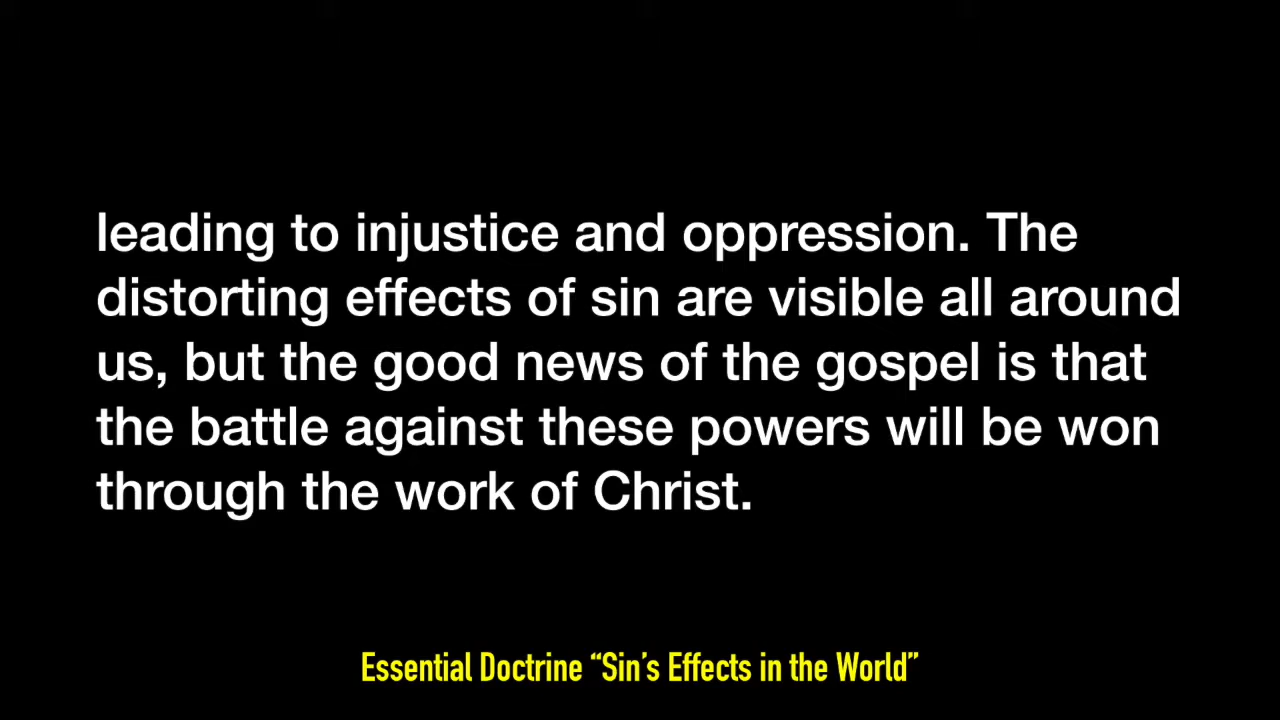 leading to injustice and oppression. The
distorting effects of sin are visible all around
us, but the good news of the gospel is that
the battle against these powers will be won
through the work of Christ.
Essential Doctrine “Sin’s Effects in the World”